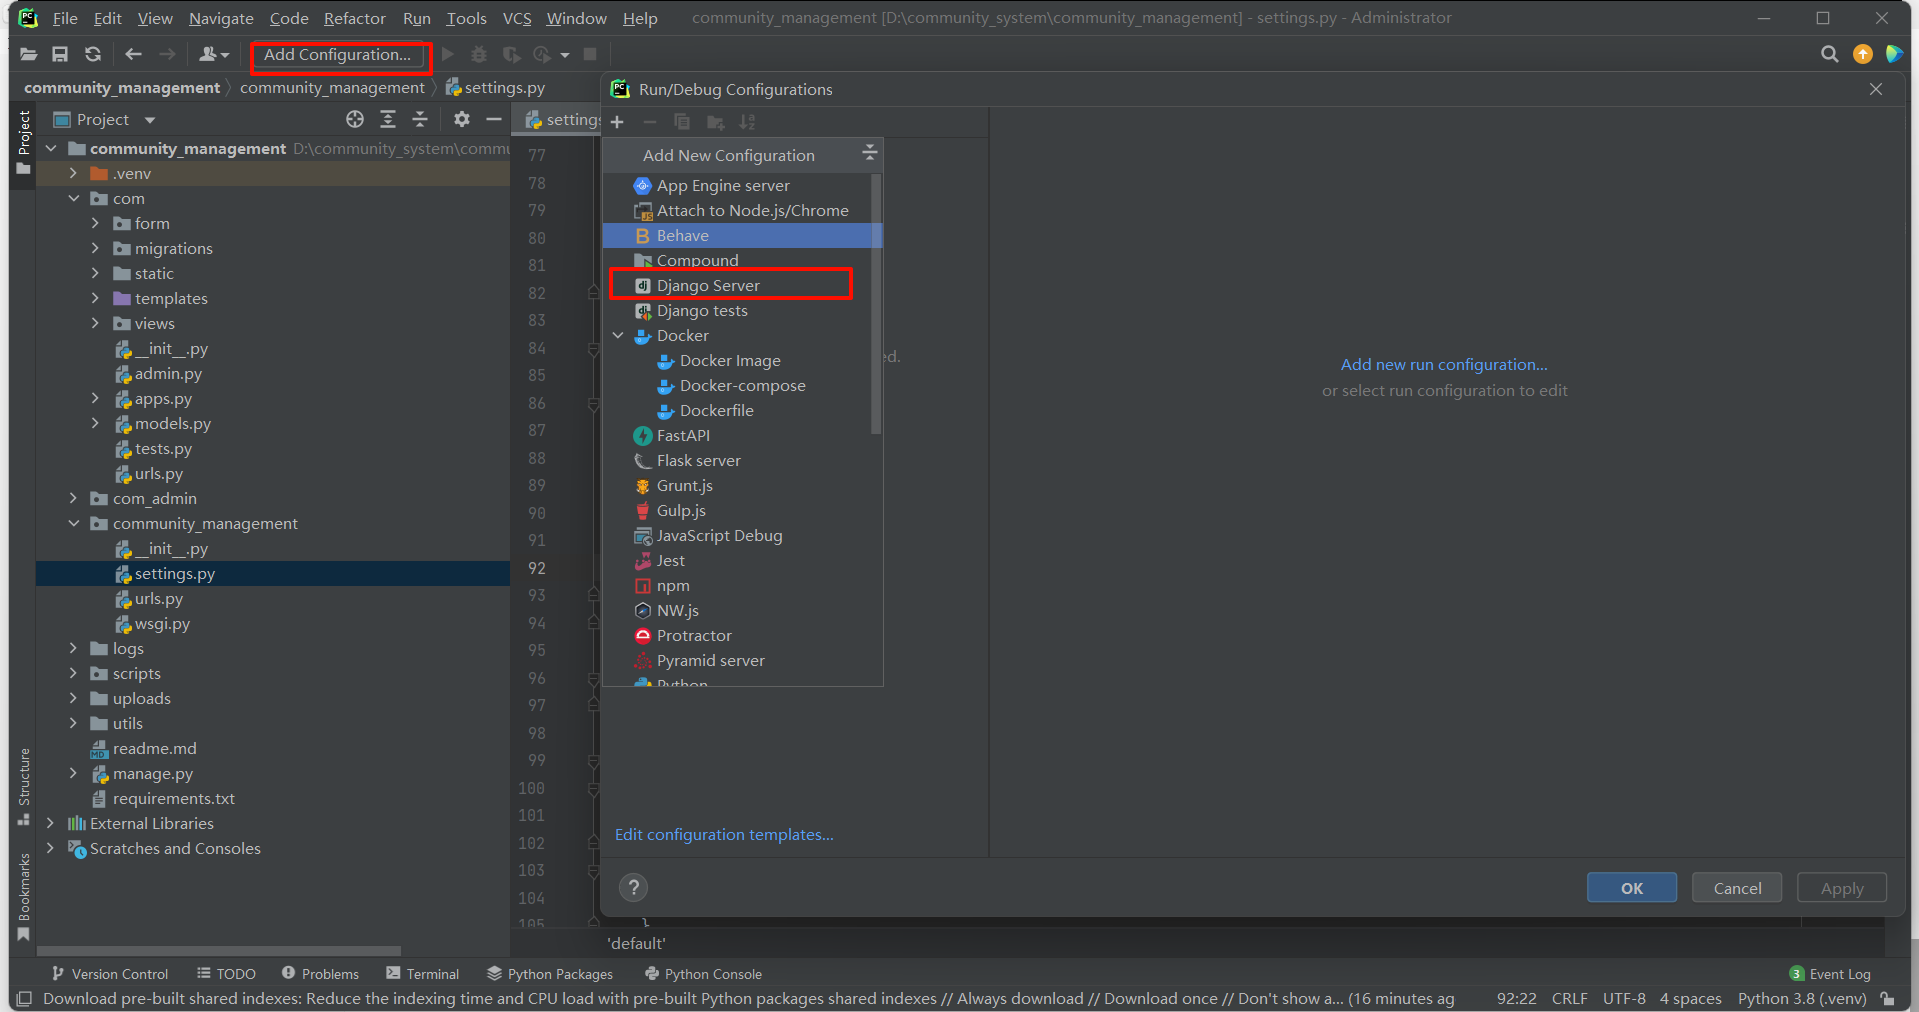 File Edit View Navigate Code Refactor Run Tools VCS Window Help community_management [D:\community_system\community_management] - settings.py - Administrator
Add Configuration...
community_management community_management settings.py
Project
Project
settings
community_management D:\community_system\comm
.venv
com
form
migrations
static
templates
views
__init__.py
admin.py
apps.py
models.py
tests.py
urls.py
com_admin
community_management
__init__.py
settings.py
urls.py
wsgi.py
logs
scripts
uploads
utils
readme.md
manage.py
requirements.txt
External Libraries
Scratches and Consoles
Structure
Bookmarks
77
78
79
80
81
82
83
84
85
86
87
88
89
90
91
92
93
94
95
96
97
98
99
100
101
102
103
104
105
}
'default'
Run/Debug Configurations
Add New Configuration
App Engine server
Attach to Node.js/Chrome
Behave
Compound
Django Server
Django tests
Docker
Docker Image
Docker-compose
Dockerfile
FastAPI
Flask server
Grunt.js
Gulp.js
JavaScript Debug
Jest
npm
NW.js
Protractor
Pyramid server
Python
ed.
Add new run configuration...
or select run configuration to edit
Edit configuration templates...
?
OK Cancel Apply
Version Control TODO Problems Terminal Python Packages Python Console 3 Event Log
Download pre-built shared indexes: Reduce the indexing time and CPU load with pre-built Python packages shared indexes // Always download // Download once // Don't show a... (16 minutes ag 92:22 CRLF UTF-8 4 spaces Python 3.8 (.venv)